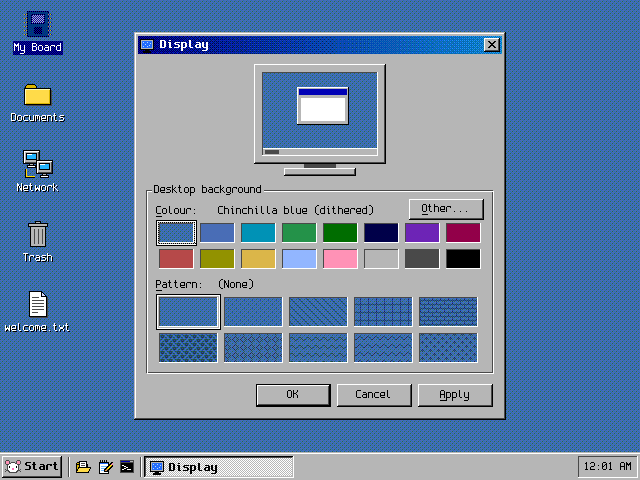 My Board
Documents
Network
Trash
welcome.txt
Display
Desktop background
Colour: Chinchilla blue (dithered)
Other...
Pattern: (None)
OK
Cancel
Apply
Start
Display
12:01 AM